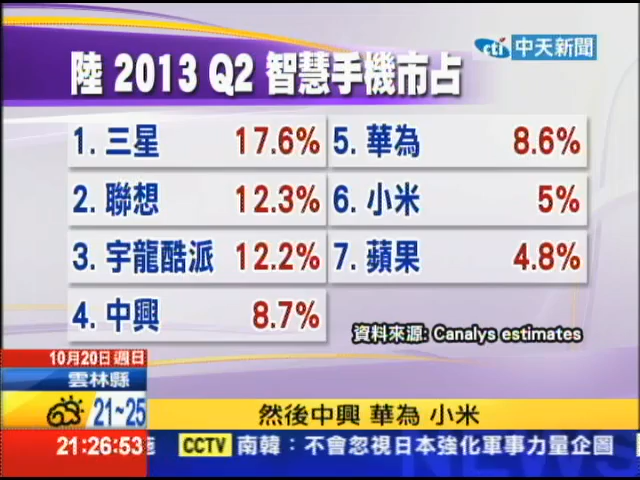 cti 中天新聞
陸 2013 Q2 智慧手機市占
1. 三星 17.6%
2. 聯想 12.3%
3. 宇龍酷派 12.2%
4. 中興 8.7%
5. 華為 8.6%
6. 小米 5%
7. 蘋果 4.8%
資料來源: Canalys estimates
10月20日週日
雲林縣
21~25
然後中興 華為 小米
21:26:53
CCTV 南韓：不會忽視日本強化軍事力量企圖
NEWS